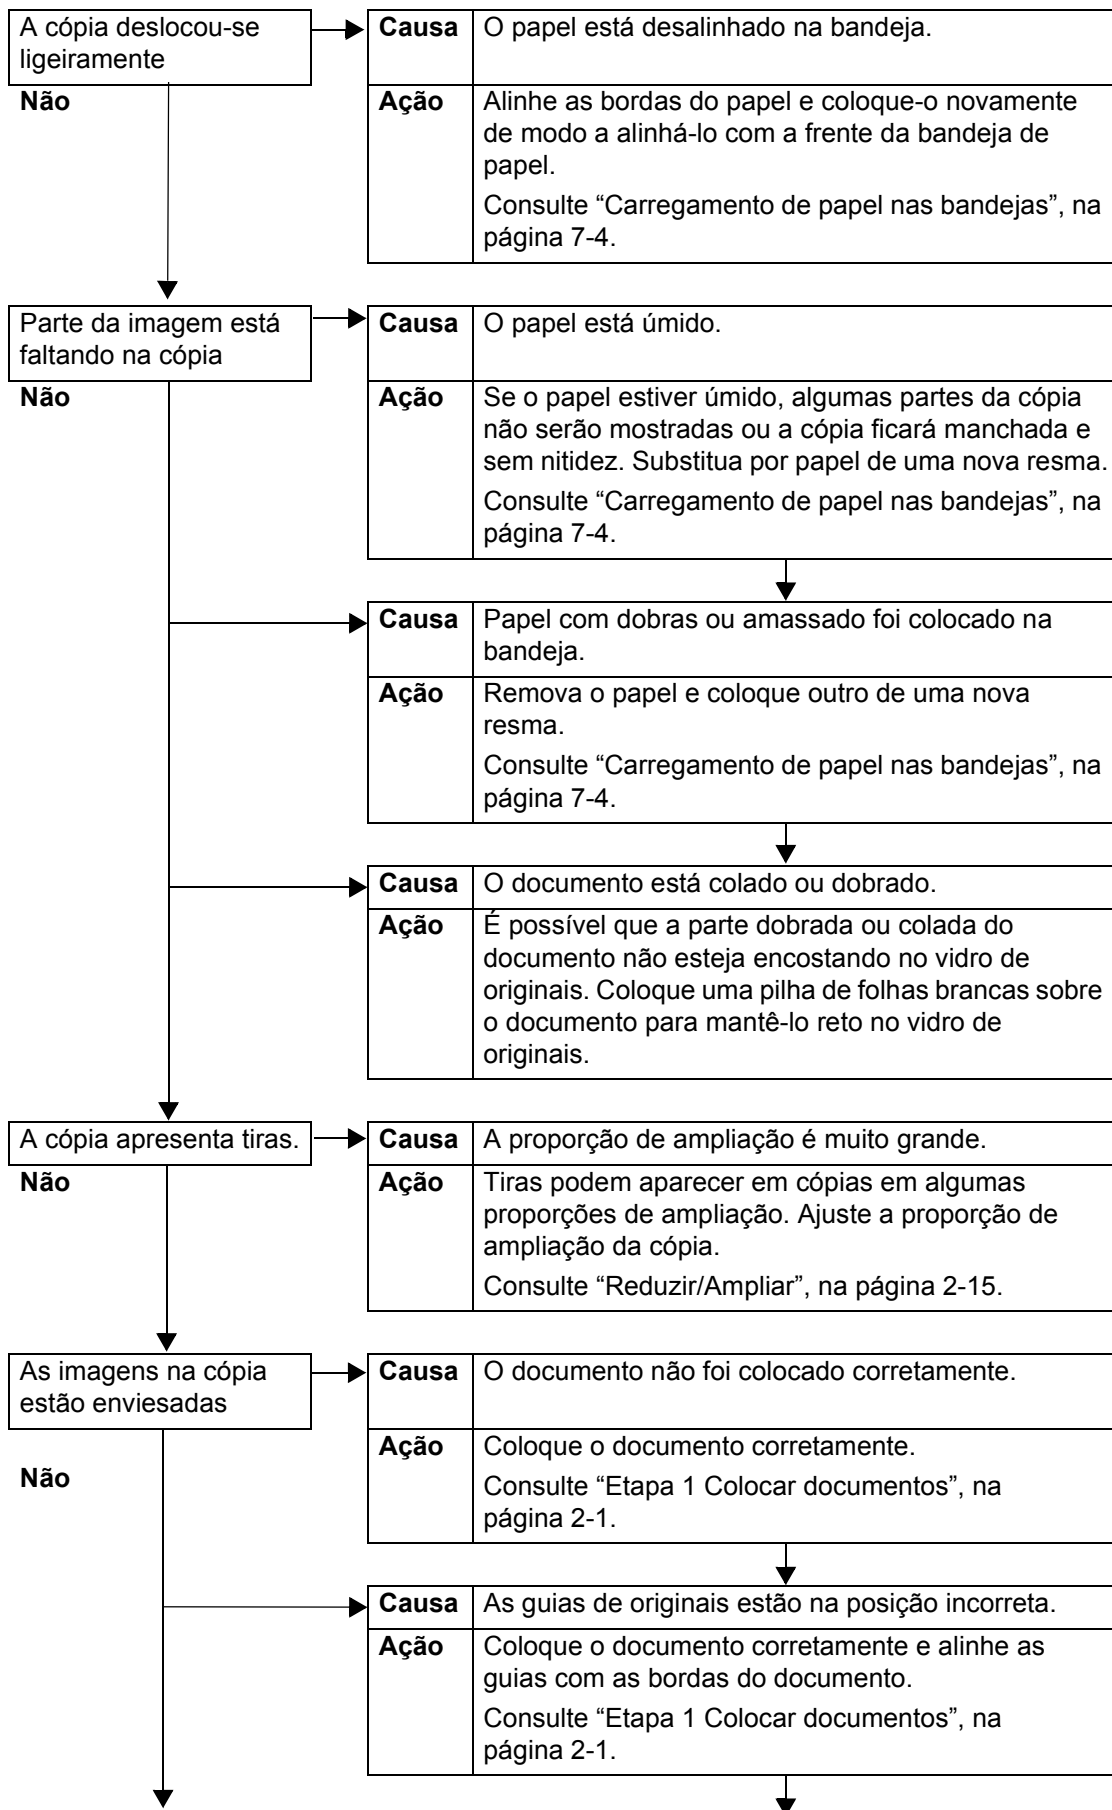 A cópia deslocou-se
ligeiramente
Causa O papel está desalinhado na bandeja.
Não
Ação Alinhe as bordas do papel e coloque-o novamente
de modo a alinhá-lo com a frente da bandeja de
papel.
Consulte “Carregamento de papel nas bandejas”, na
página 7-4.
Parte da imagem está
faltando na cópia
Causa O papel está úmido.
Não
Ação Se o papel estiver úmido, algumas partes da cópia
não serão mostradas ou a cópia ficará manchada e
sem nitidez. Substitua por papel de uma nova resma.
Consulte “Carregamento de papel nas bandejas”, na
página 7-4.
Causa Papel com dobras ou amassado foi colocado na
bandeja.
Ação Remova o papel e coloque outro de uma nova
resma.
Consulte “Carregamento de papel nas bandejas”, na
página 7-4.
Causa O documento está colado ou dobrado.
Ação É possível que a parte dobrada ou colada do
documento não esteja encostando no vidro de
originais. Coloque uma pilha de folhas brancas sobre
o documento para mantê-lo reto no vidro de
originais.
A cópia apresenta tiras.
Causa A proporção de ampliação é muito grande.
Não
Ação Tiras podem aparecer em cópias em algumas
proporções de ampliação. Ajuste a proporção de
ampliação da cópia.
Consulte “Reduzir/Ampliar”, na página 2-15.
As imagens na cópia
estão enviesadas
Causa O documento não foi colocado corretamente.
Não
Ação Coloque o documento corretamente.
Consulte “Etapa 1 Colocar documentos”, na
página 2-1.
Causa As guias de originais estão na posição incorreta.
Ação Coloque o documento corretamente e alinhe as
guias com as bordas do documento.
Consulte “Etapa 1 Colocar documentos”, na
página 2-1.